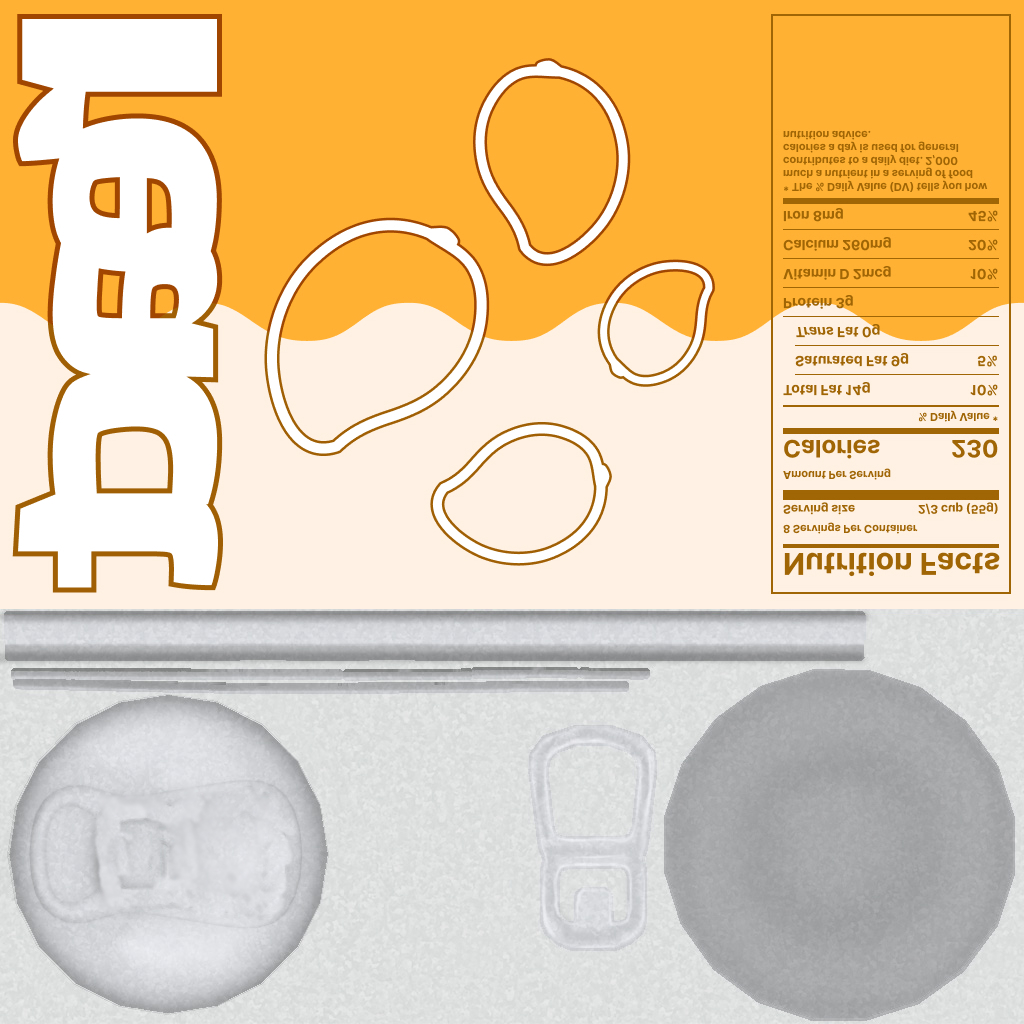 Nutrition Facts
8 Servings Per Container
Serving size 2/3 cup (55g)
Amount Per Serving
Calories 230
% Daily Value *
Total Fat 14g 10%
Saturated Fat 9g 5%
Trans Fat 0g
Protein 3g
Vitamin D 2mcg 10%
Calcium 260mg 20%
Iron 8mg 45%
* The % Daily Value (DV) tells you how
much a nutrient in a serving of food
contributes to a daily diet. 2,000
calories a day is used for general
nutrition advice.